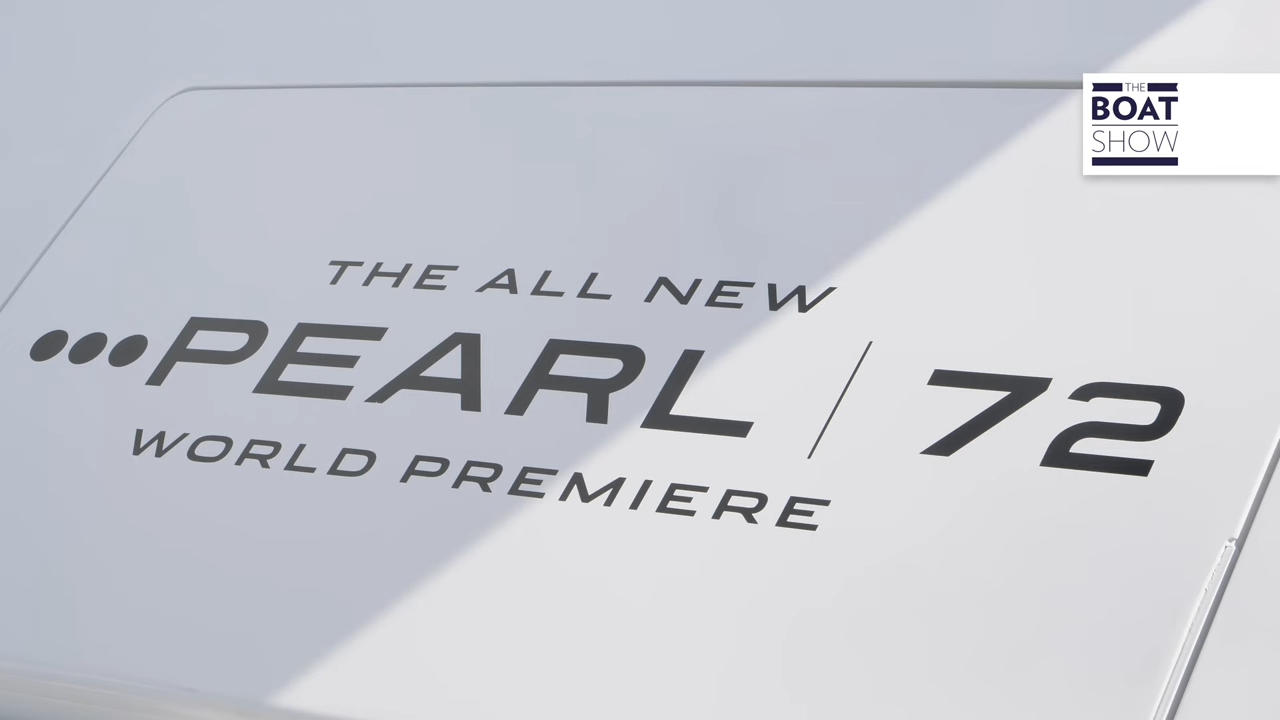 THE
BOAT
SHOW
THE ALL NEW
PEARL | 72
WORLD PREMIERE